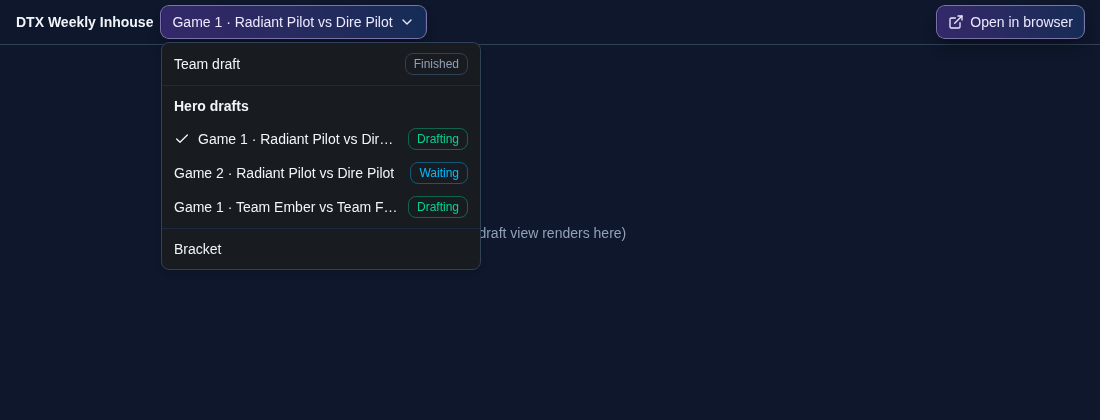 DTX Weekly Inhouse
Game 1 · Radiant Pilot vs Dire Pilot
Open in browser
Team draft
Finished
Hero drafts
Game 1 · Radiant Pilot vs Dir…
Drafting
Game 2 · Radiant Pilot vs Dire Pilot
Waiting
Game 1 · Team Ember vs Team F…
Drafting
draft view renders here)
Bracket